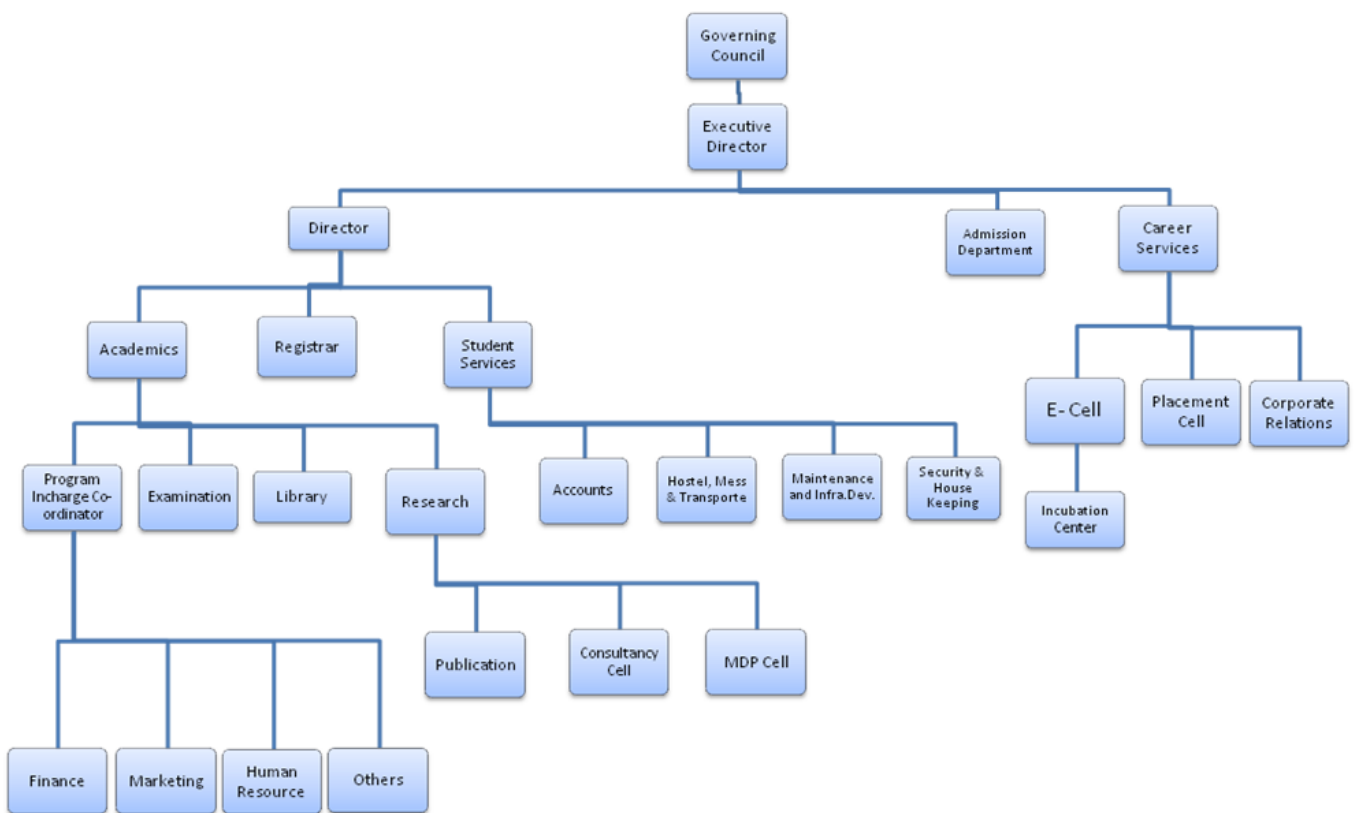 Governing
Council
Executive
Director
Director
Admission
Department
Career
Services
Academics
Registrar
Student
Services
E- Cell
Placement
Cell
Corporate
Relations
Program
Incharge Co-
ordinator
Examination
Library
Research
Accounts
Hostel, Mess
& Transporte
Maintenance
and Infra.Dev.
Security &
House
Keeping
Incubation
Center
Publication
Consultancy
Cell
MDP Cell
Finance
Marketing
Human
Resource
Others